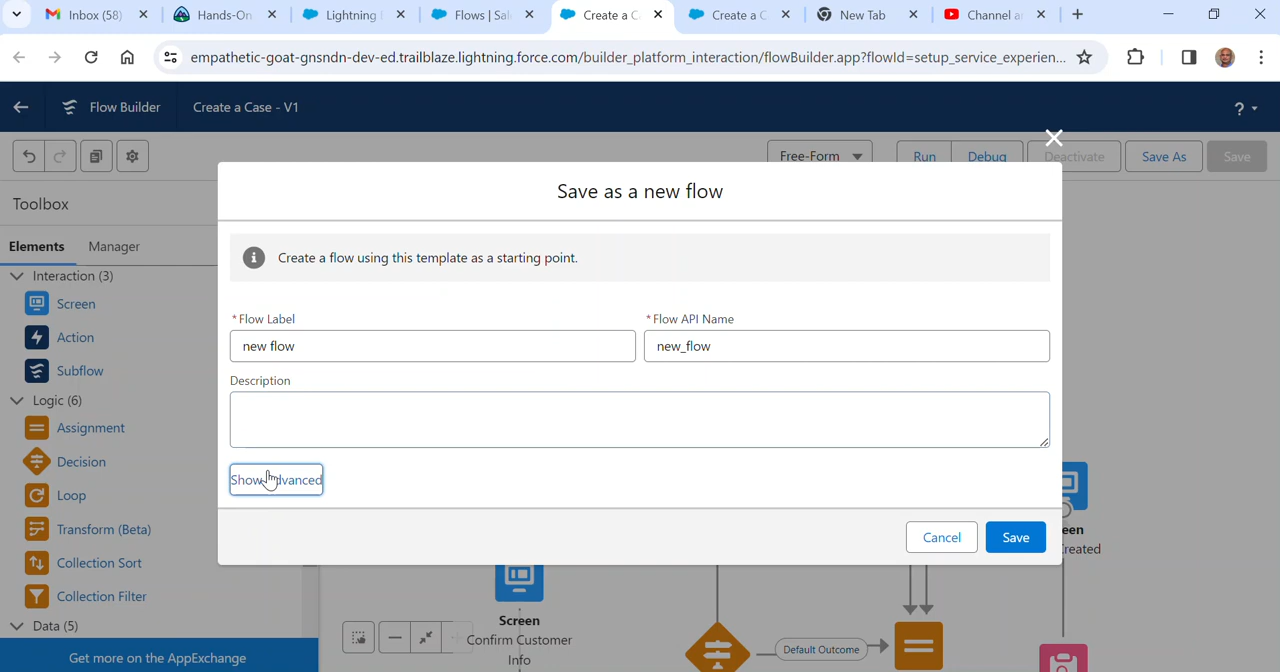 Inbox (58)
Hands-On
Lightning
Flows | Sal
Create a C
Create a C
New Tab
Channel a
empathetic-goat-gnsndn-dev-ed.trailblaze.lightning.force.com/builder_platform_interaction/flowBuilder.app?flowId=setup_service_experien...
Flow Builder
Create a Case - V1
?
Free-Form
Run
Debug
Deactivate
Save As
Save
Toolbox
Elements
Manager
Interaction (3)
Screen
Action
Subflow
Logic (6)
Assignment
Decision
Loop
Transform (Beta)
Collection Sort
Collection Filter
Data (5)
Get more on the AppExchange
Save as a new flow
Create a flow using this template as a starting point.
*Flow Label
*Flow API Name
new flow
new_flow
Description
Show Advanced
Cancel
Save
Screen
Confirm Customer
Info
Default Outcome
een
Created